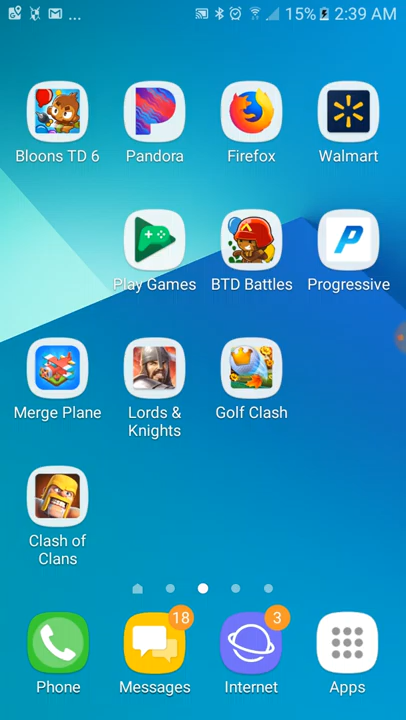 ... 15% 2:39 AM
Bloons TD 6 Pandora Firefox Walmart
Play Games BTD Battles Progressive
Merge Plane Lords & Knights Golf Clash
Clash of Clans
18 3
Phone Messages Internet Apps